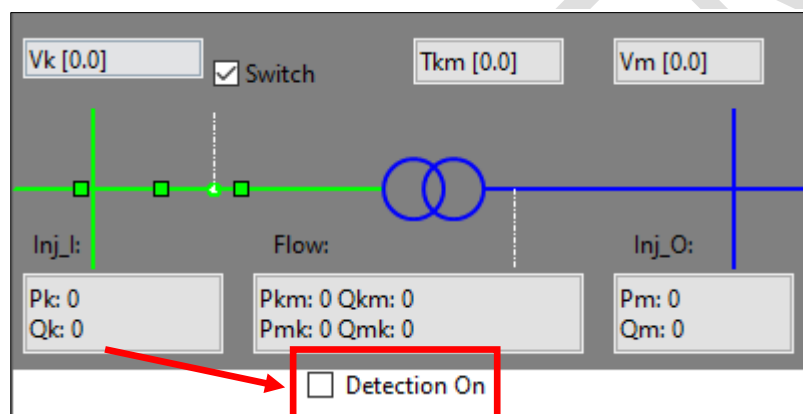 Vk [0.0]
Switch
Tkm [0.0]
Vm [0.0]
Inj_I:
Flow:
Inj_O:
Pk: 0
Qk: 0
Pkm: 0 Qkm: 0
Pmk: 0 Qmk: 0
Pm: 0
Qm: 0
Detection On